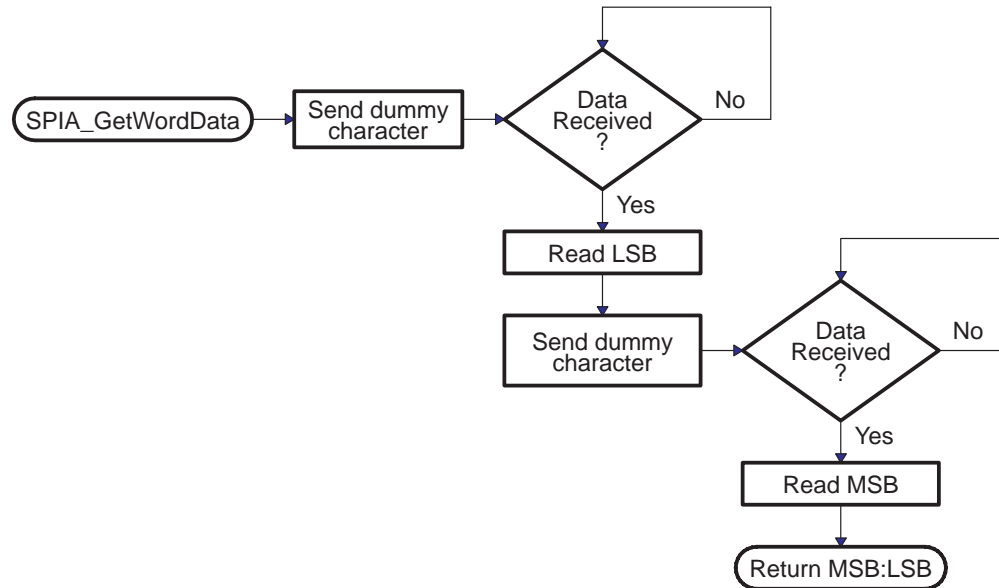 SPIA_GetWordData
Send dummy
character
Data
Received
?
No
Yes
Read LSB
Send dummy
character
Data
Received
?
No
Yes
Read MSB
Return MSB:LSB